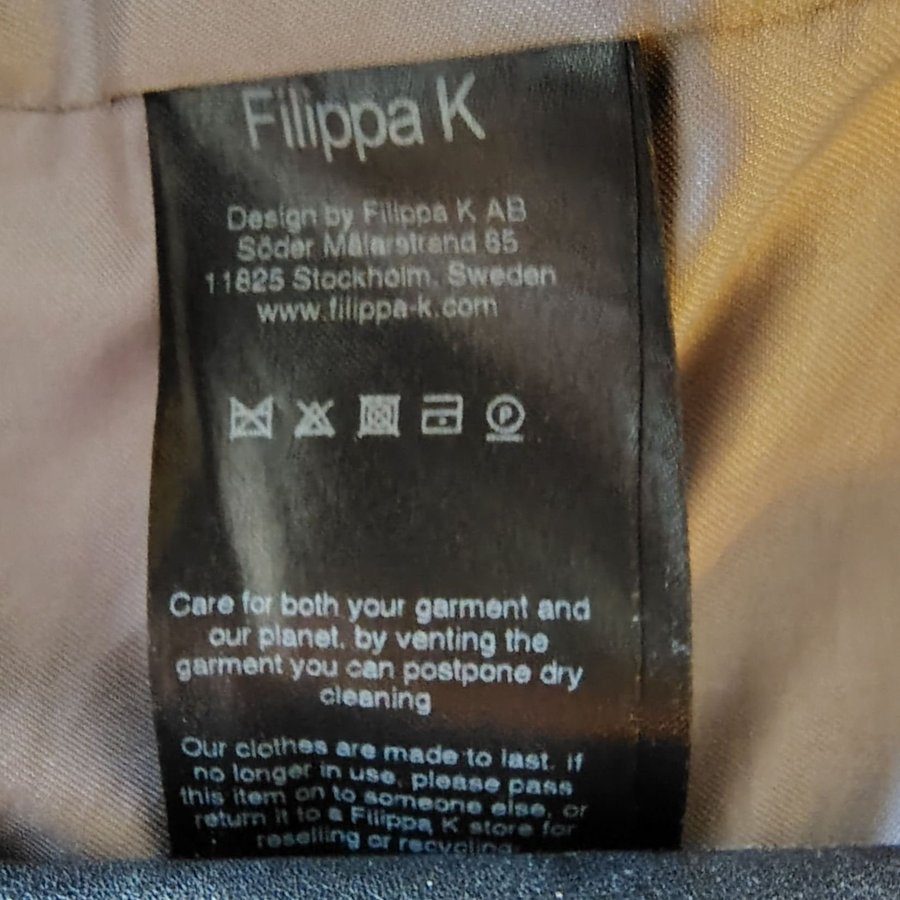 Filippa K
Design by Filippa K AB
Söder Mälarstrand 65
11825 Stockholm, Sweden
www.filippa-k.com
P
Care for both your garment and
our planet. by venting the
garment you can postpone dry
cleaning
Our clothes are made to last. if
no longer in use, please pass
this item on to someone else, or
return it to a Filippa K store for
reselling or recycling.